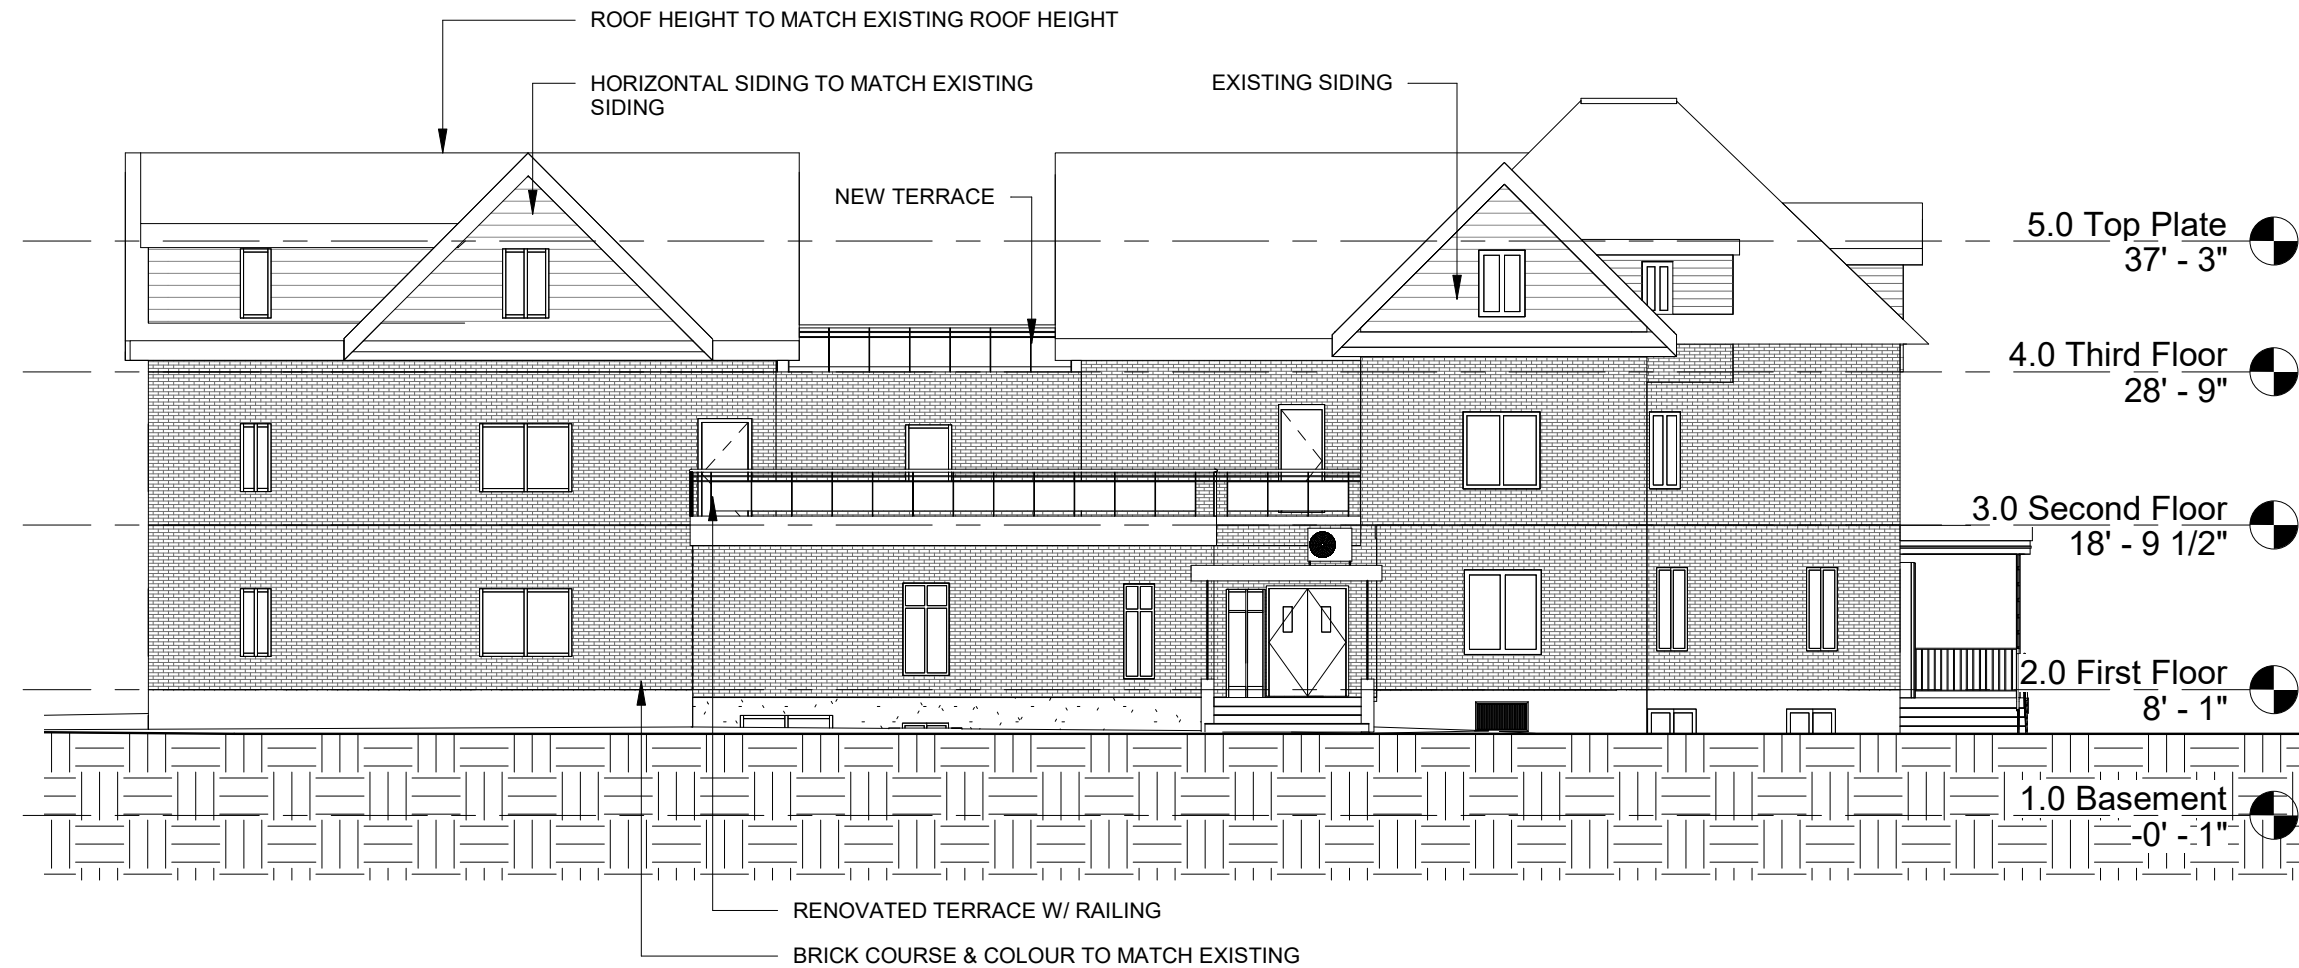 ROOF HEIGHT TO MATCH EXISTING ROOF HEIGHT
HORIZONTAL SIDING TO MATCH EXISTING
SIDING
EXISTING SIDING
NEW TERRACE
5.0 Top Plate
37' - 3"
4.0 Third Floor
28' - 9"
3.0 Second Floor
18' - 9 1/2"
2.0 First Floor
8' - 1"
1.0 Basement
-0' - 1"
RENOVATED TERRACE W/ RAILING
BRICK COURSE & COLOUR TO MATCH EXISTING